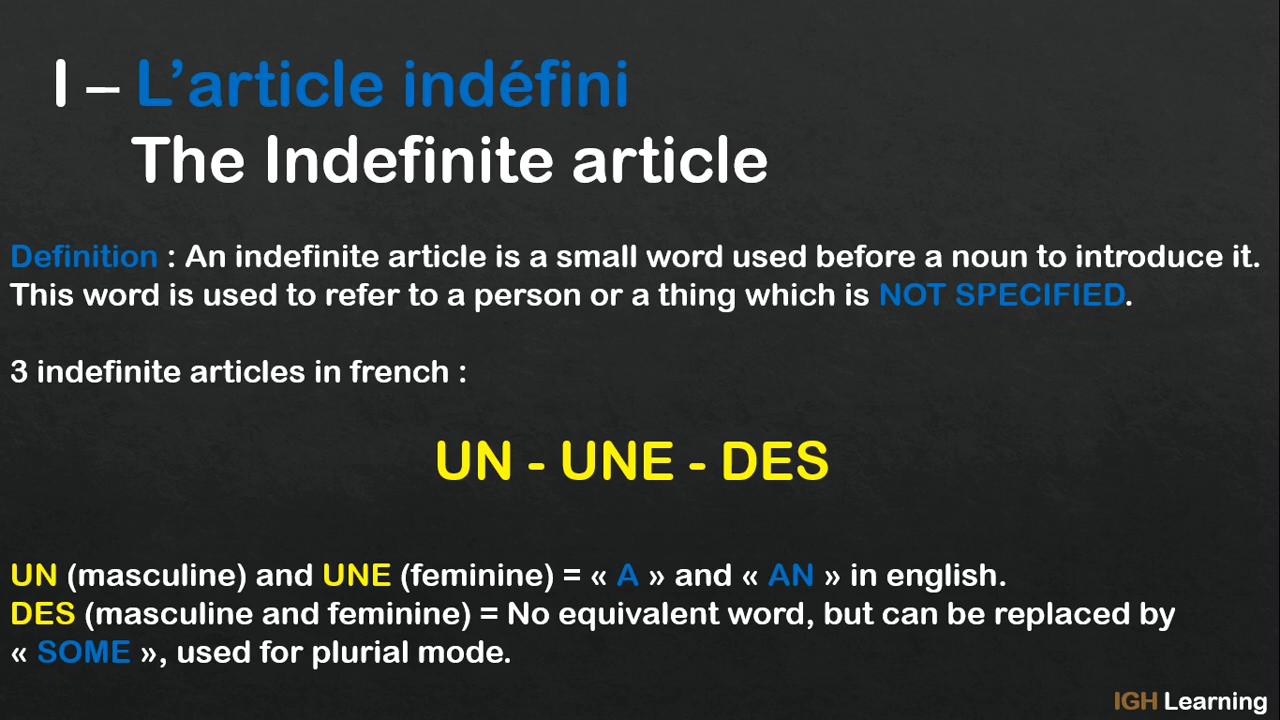 I – L’article indéfini
The Indefinite article
Definition : An indefinite article is a small word used before a noun to introduce it.
This word is used to refer to a person or a thing which is NOT SPECIFIED.
3 indefinite articles in french :
UN - UNE - DES
UN (masculine) and UNE (feminine) = « A » and « AN » in english.
DES (masculine and feminine) = No equivalent word, but can be replaced by
« SOME », used for plurial mode.
IGH Learning